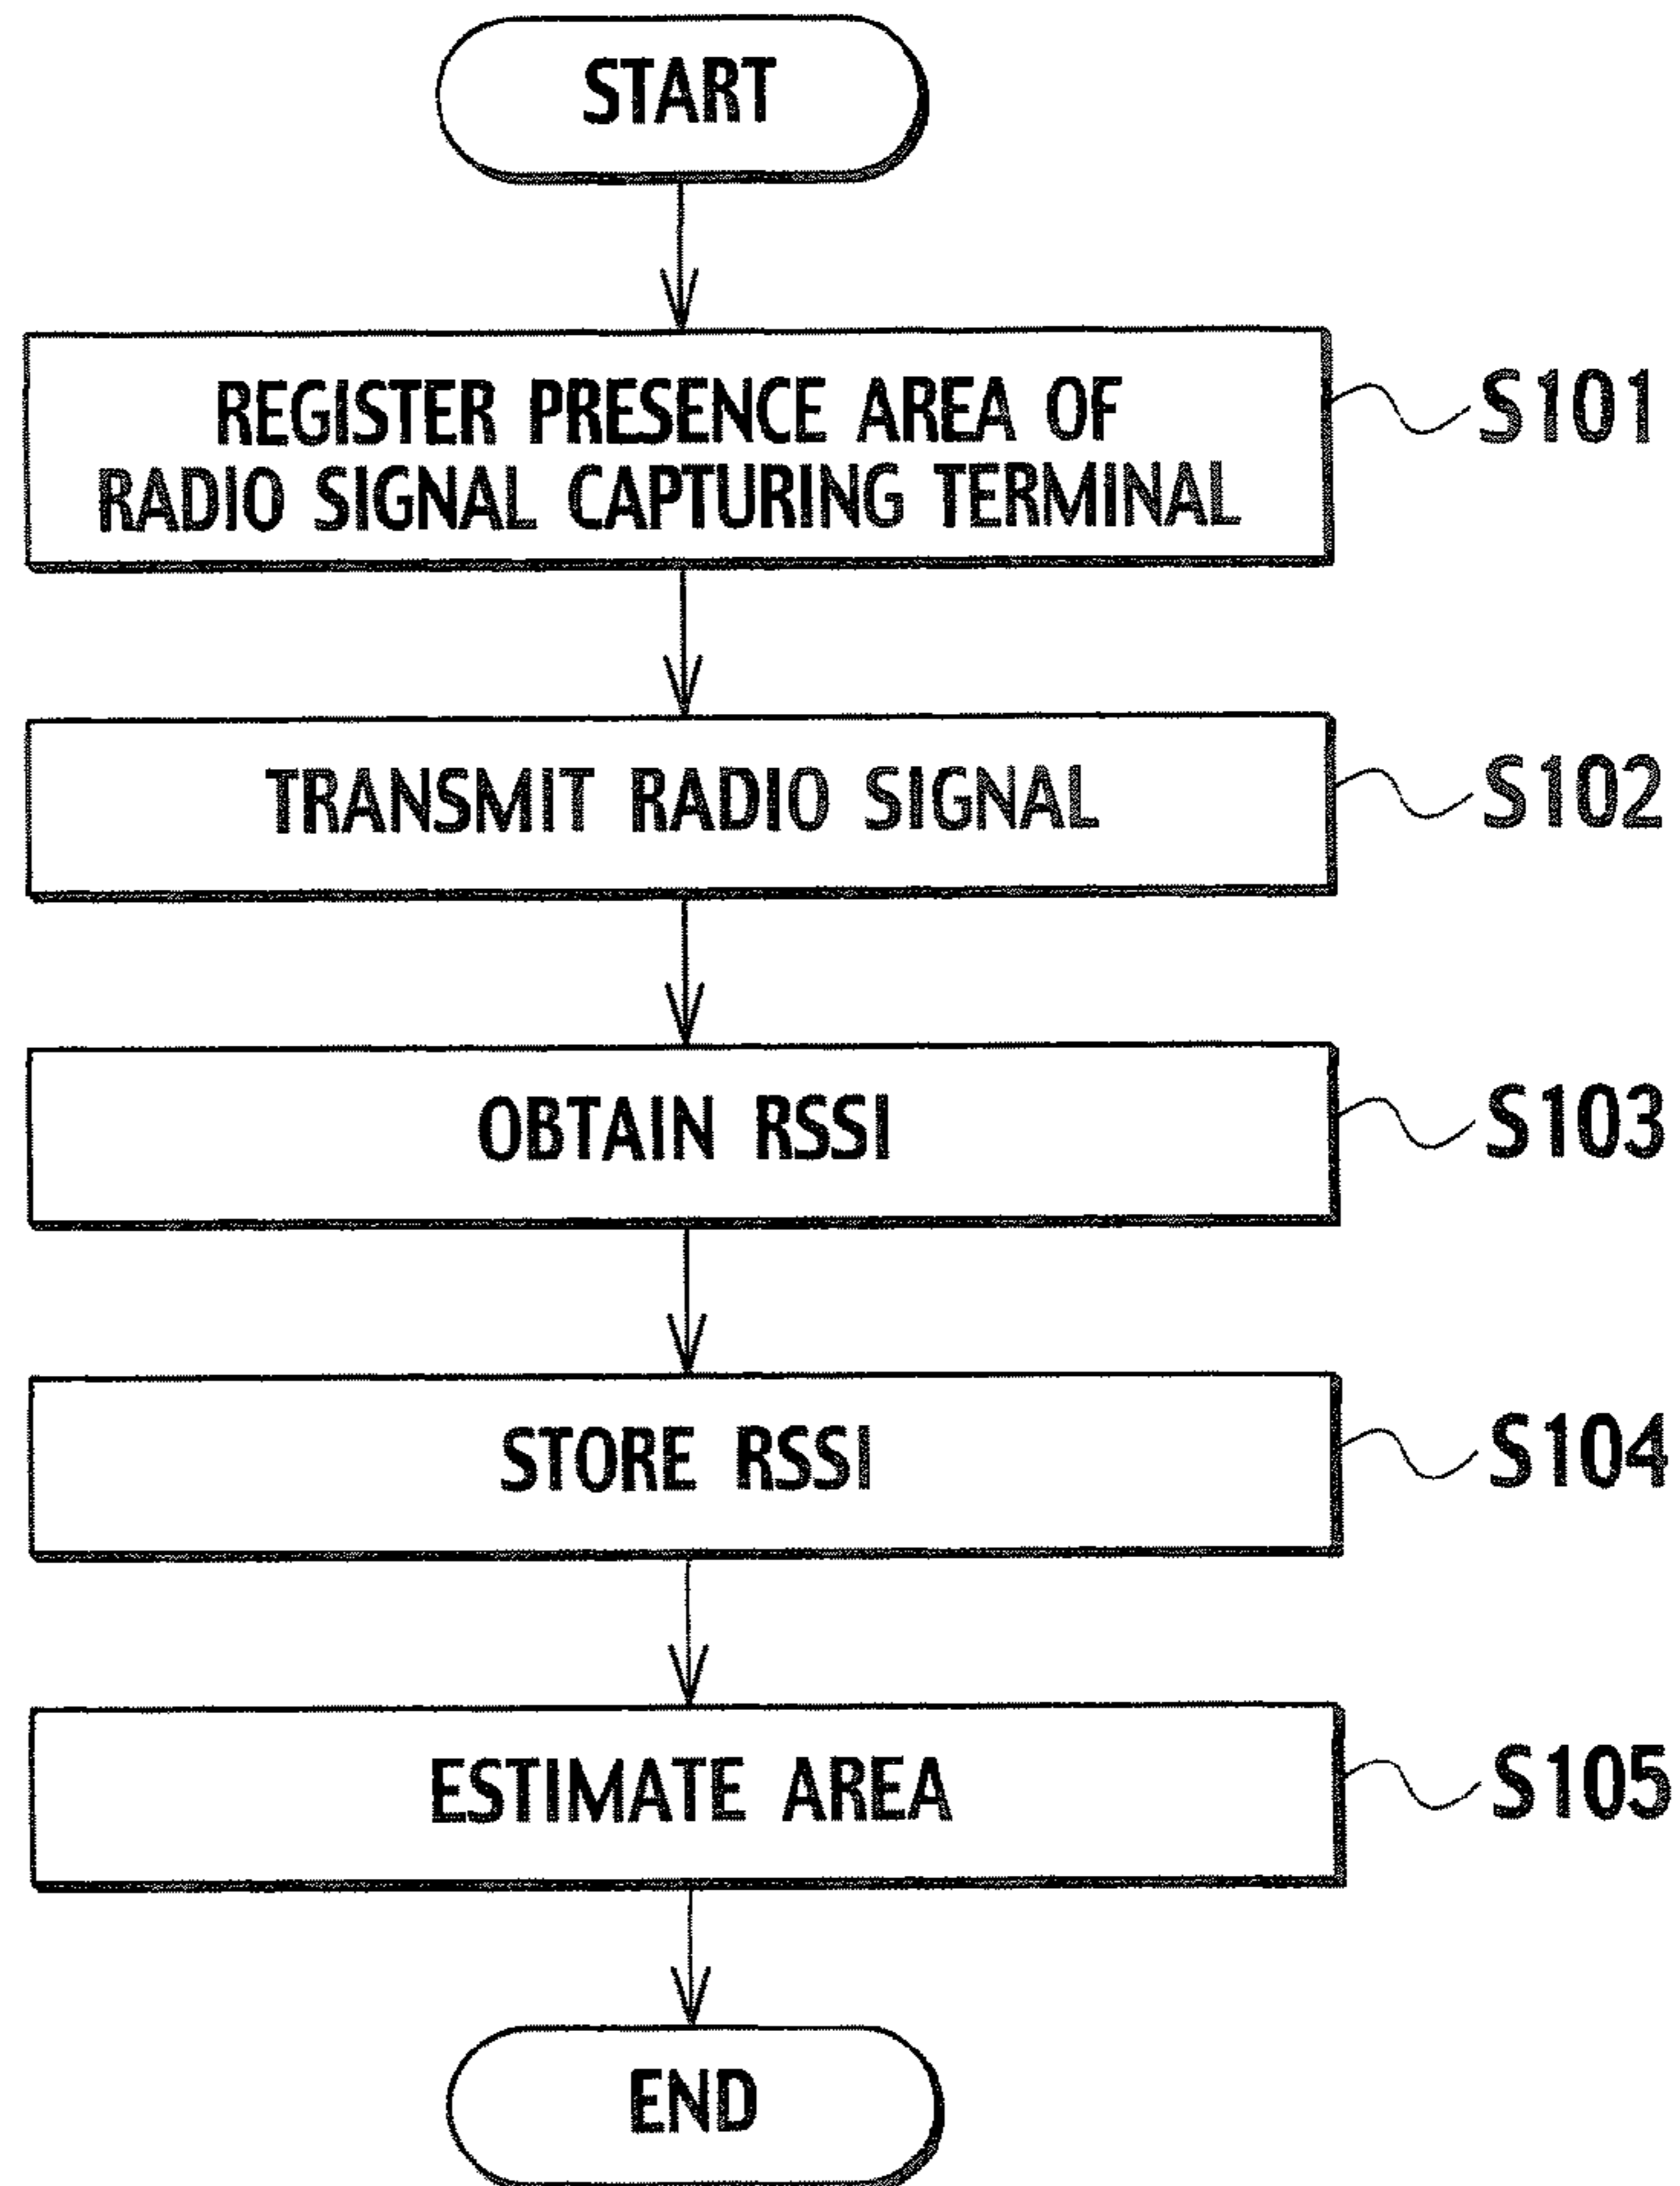 START
REGISTER PRESENCE AREA OF
RADIO SIGNAL CAPTURING TERMINAL
S101
TRANSMIT RADIO SIGNAL
S102
OBTAIN RSSI
S103
STORE RSSI
S104
ESTIMATE AREA
S105
END